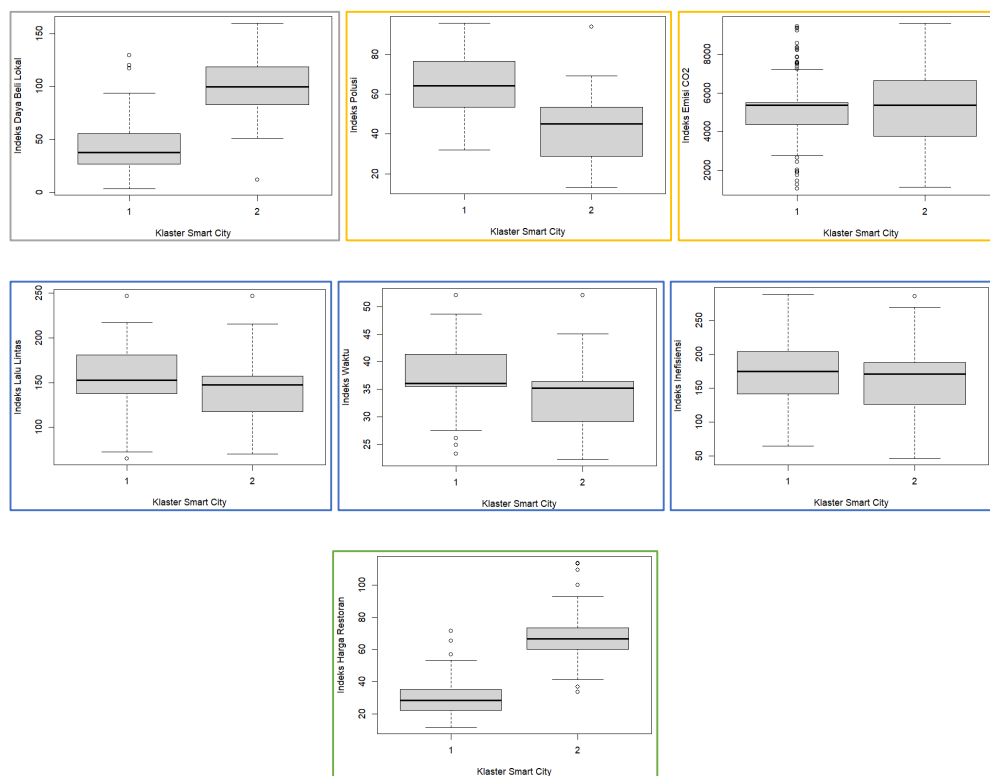 Indeks Daya Beli Lokal
150
100
50
0
1 2
Klaster Smart City
Indeks Polusi
80
60
40
20
1 2
Klaster Smart City
Indeks Emisi CO2
8000
6000
4000
2000
1 2
Klaster Smart City
Indeks Lalu Lintas
250
200
150
100
1 2
Klaster Smart City
Indeks Waktu
50
45
40
35
30
25
1 2
Klaster Smart City
Indeks Inefisiensi
250
200
150
100
50
1 2
Klaster Smart City
Indeks Harga Restoran
100
80
60
40
20
1 2
Klaster Smart City